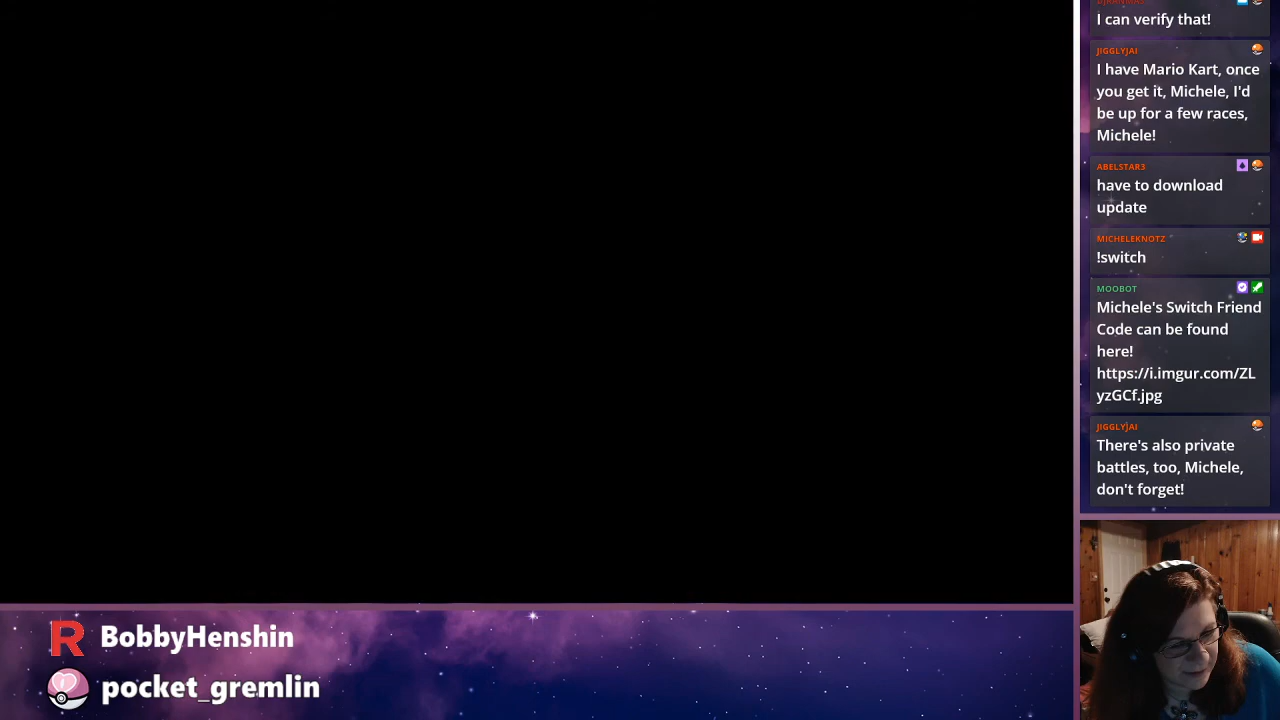 I can verify that!
JIGGLYJAI
I have Mario Kart, once
you get it, Michele, I'd
be up for a few races,
Michele!
ABELSTAR3
have to download
update
MICHELEKNOTZ
!switch
MOOBOT
Michele's Switch Friend
Code can be found
here!
https://i.imgur.com/ZL
yzGCf.jpg
JIGGLYJAI
There's also private
battles, too, Michele,
don't forget!
R BobbyHenshin
pocket_gremlin